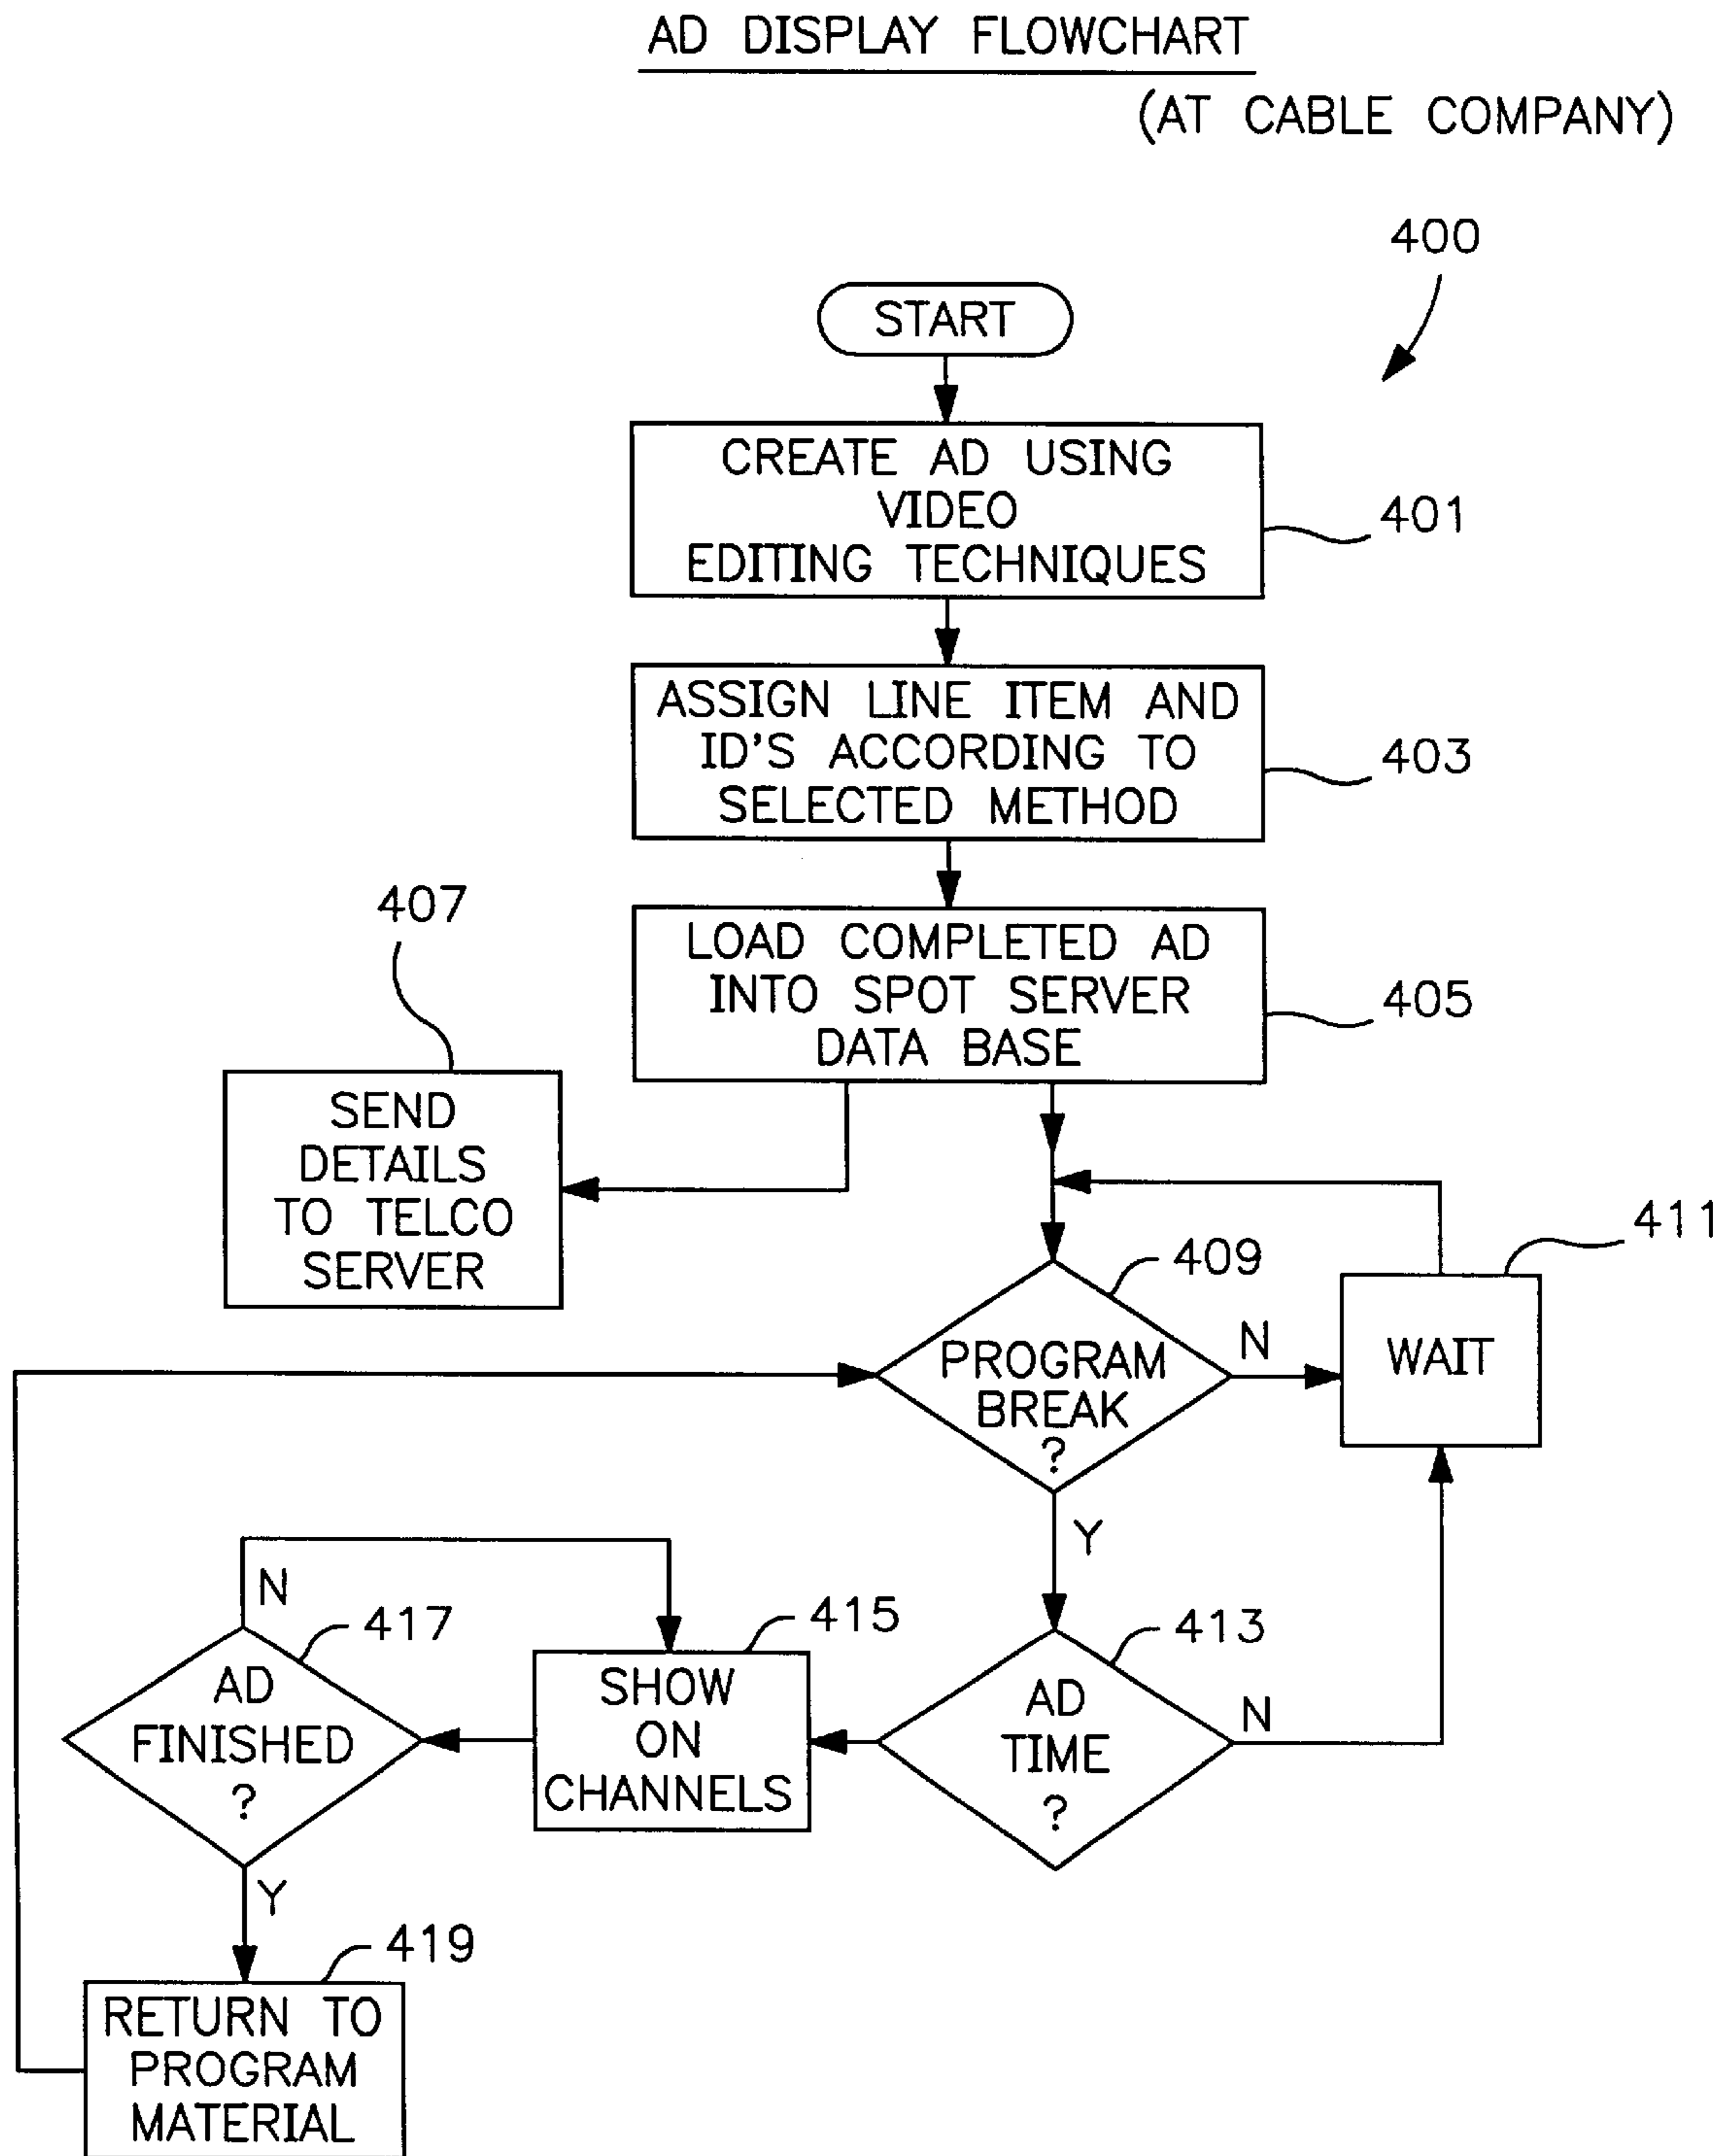 AD DISPLAY FLOWCHART
(AT CABLE COMPANY)
400
START
CREATE AD USING
VIDEO
EDITING TECHNIQUES
401
ASSIGN LINE ITEM AND
ID'S ACCORDING TO
SELECTED METHOD
403
407
LOAD COMPLETED AD
INTO SPOT SERVER
DATA BASE
405
SEND
DETAILS
TO TELCO
SERVER
409
411
PROGRAM
BREAK
?
N
WAIT
Y
N
417
AD
FINISHED
?
415
SHOW
ON
CHANNELS
413
AD
TIME
?
N
Y
419
RETURN TO
PROGRAM
MATERIAL